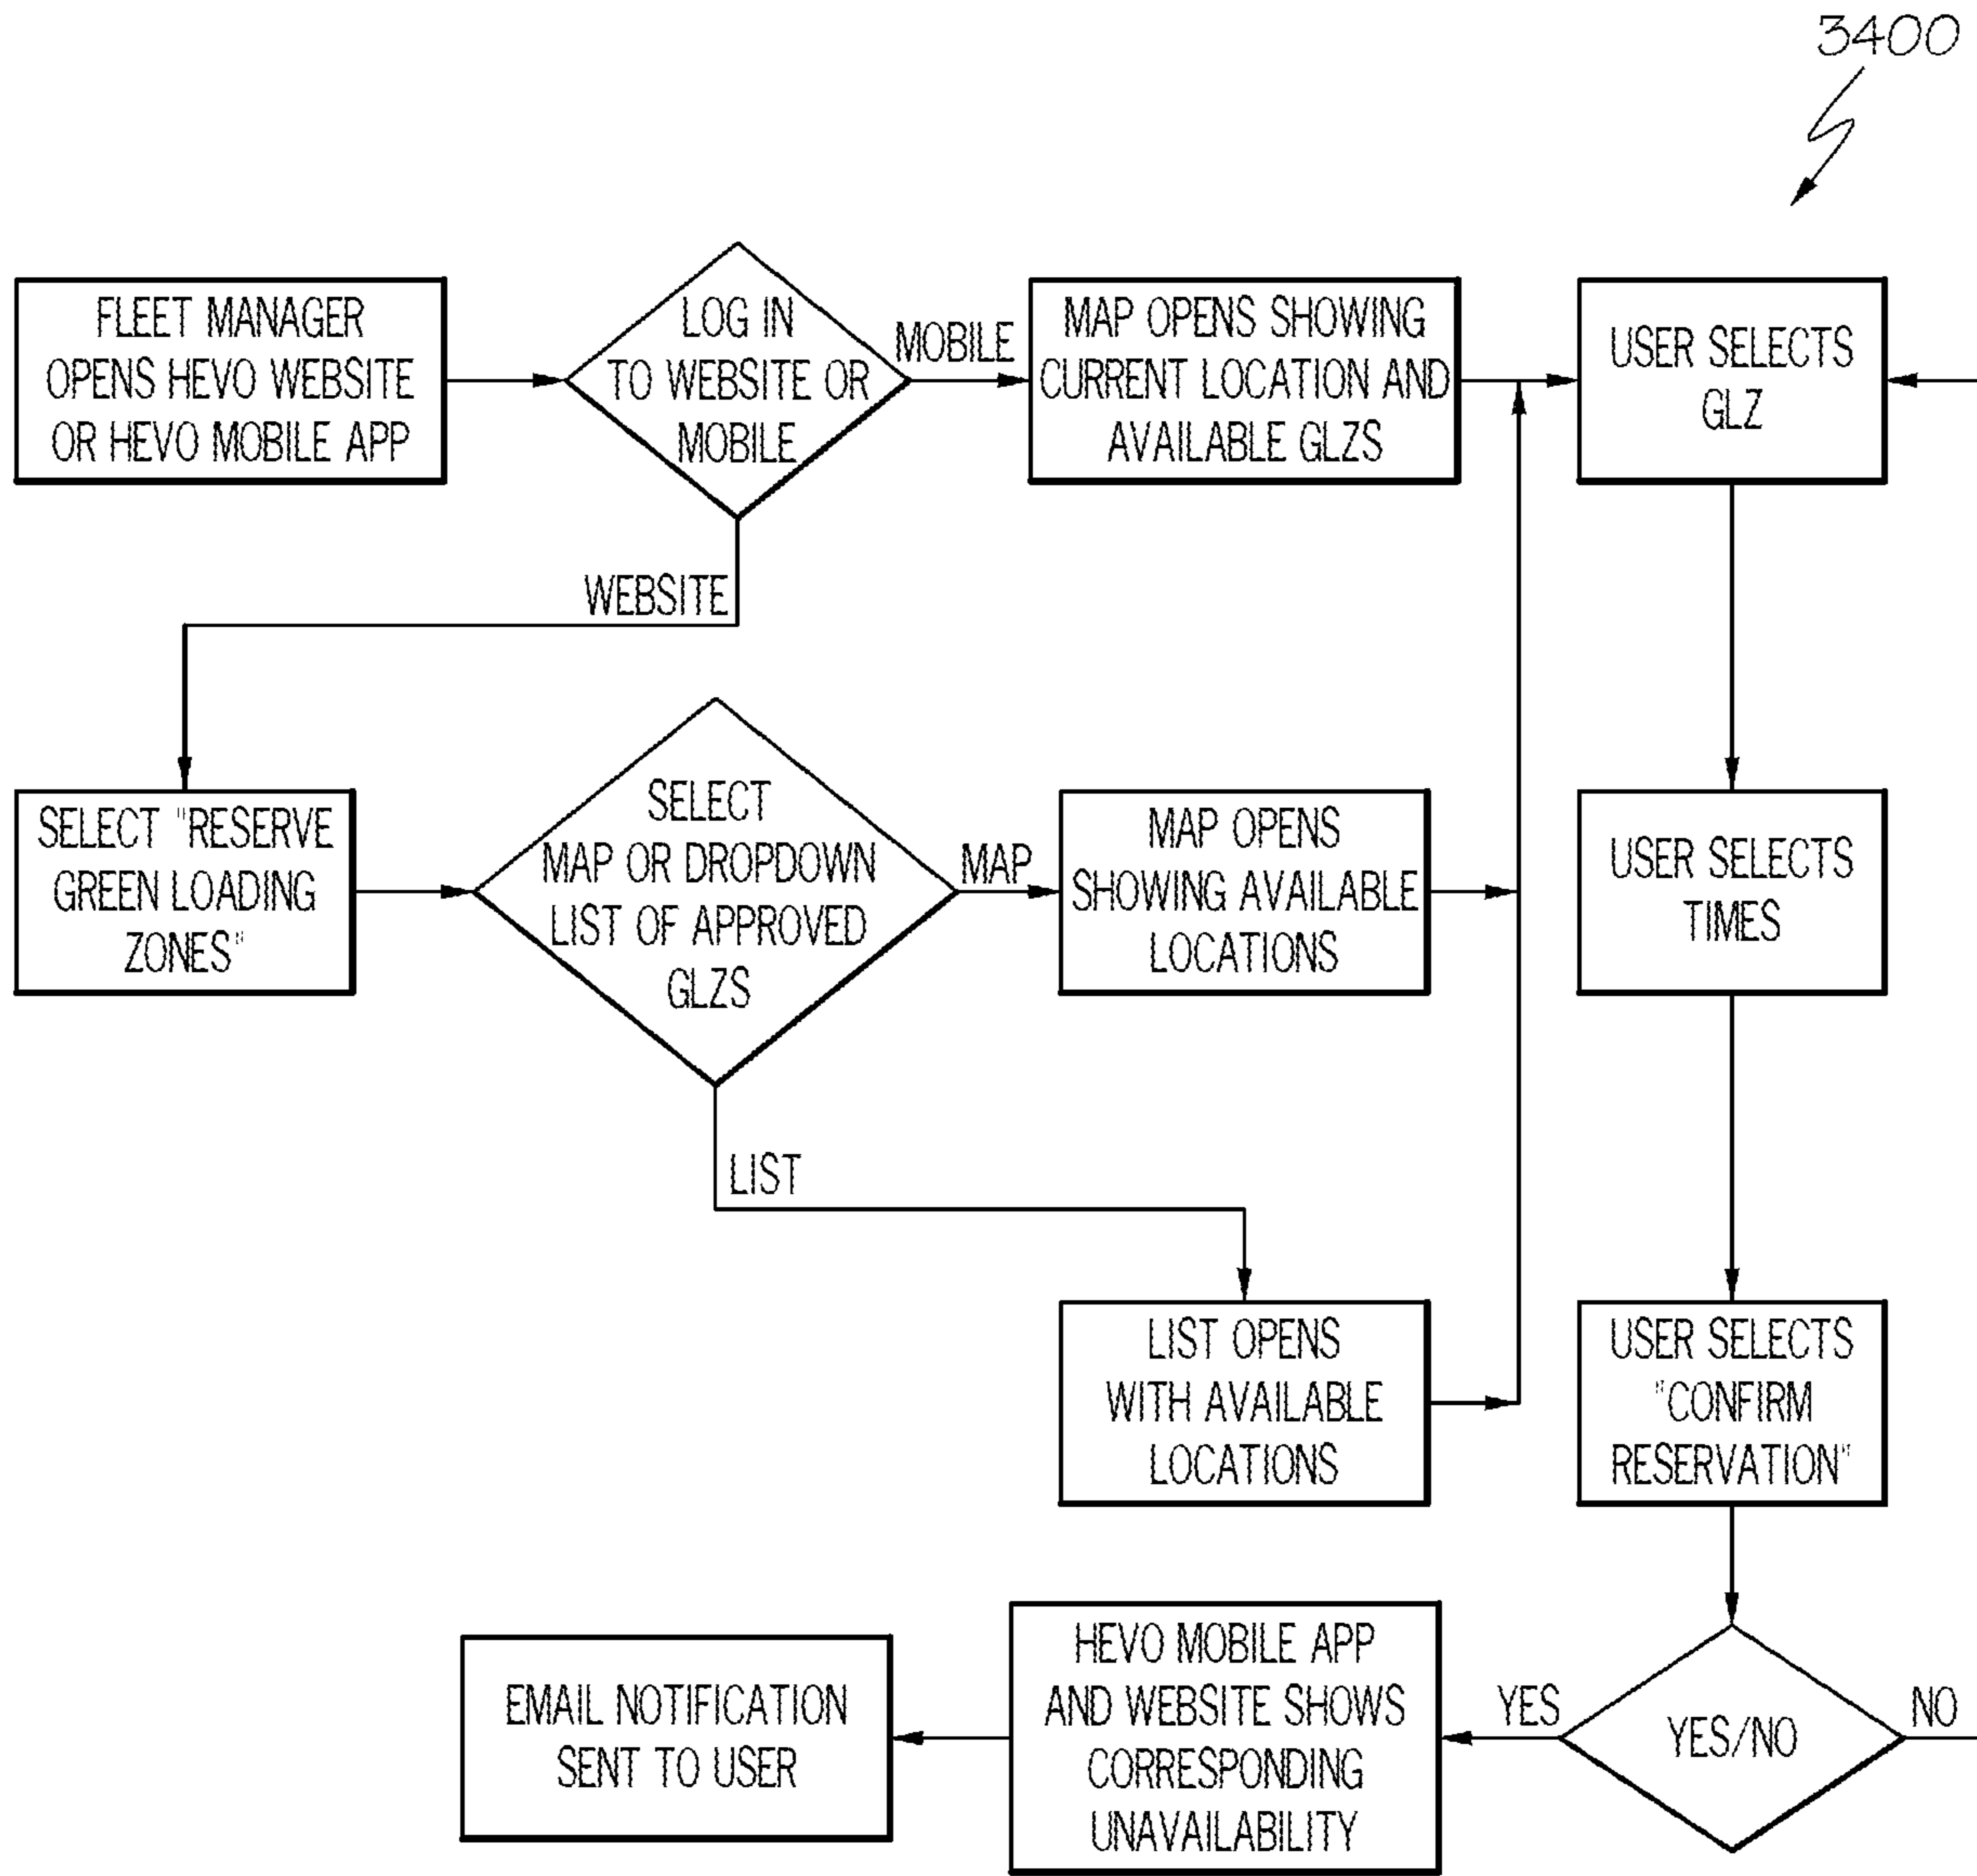 3400
FLEET MANAGER
OPENS HEVO WEBSITE
OR HEVO MOBILE APP
LOG IN
TO WEBSITE OR
MOBILE
MOBILE
MAP OPENS SHOWING
CURRENT LOCATION AND
AVAILABLE GLZS
USER SELECTS
GLZ
WEBSITE
SELECT "RESERVE
GREEN LOADING
ZONES"
SELECT
MAP OR DROPDOWN
LIST OF APPROVED
GLZS
MAP
MAP OPENS
SHOWING AVAILABLE
LOCATIONS
USER SELECTS
TIMES
LIST
LIST OPENS
WITH AVAILABLE
LOCATIONS
USER SELECTS
"CONFIRM
RESERVATION"
YES/NO
NO
YES
HEVO MOBILE APP
AND WEBSITE SHOWS
CORRESPONDING
UNAVAILABILITY
EMAIL NOTIFICATION
SENT TO USER